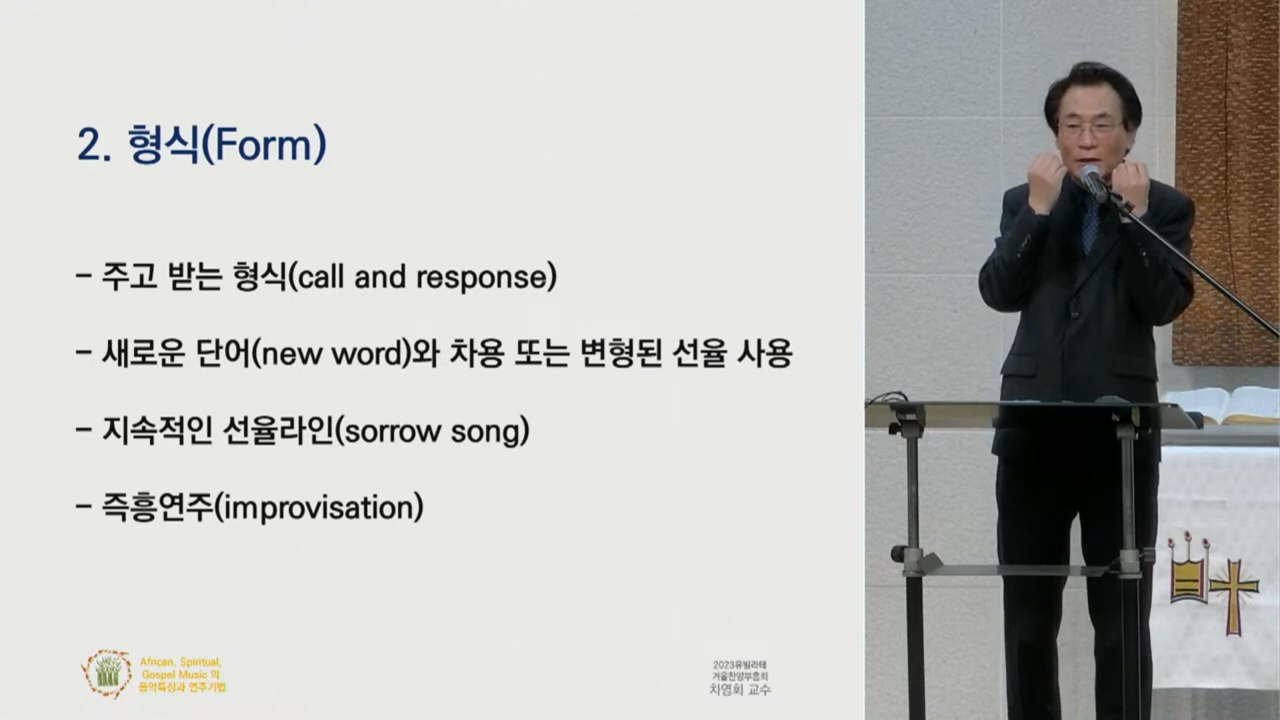 2. 형식(Form)
- 주고 받는 형식(call and response)
- 새로운 단어(new word)와 차용 또는 변형된 선율 사용
- 지속적인 선율라인(sorrow song)
- 즉흥연주(improvisation)
African, Spiritual,
Gospel Music 의
음악특징과 연주기법
2023유빌라테
겨울찬양부흥회
차영회 교수